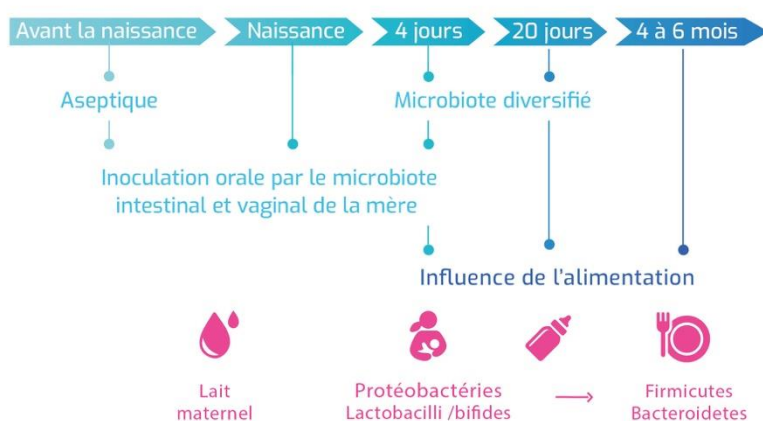 Avant la naissance
Naissance
4 jours
20 jours
4 à 6 mois
Aseptique
Microbiote diversifié
Inoculation orale par le microbiote
intestinal et vaginal de la mère
Influence de l'alimentation
Lait
maternel
Protéobactéries
Lactobacilli /bifides
Firmicutes
Bacteroidetes